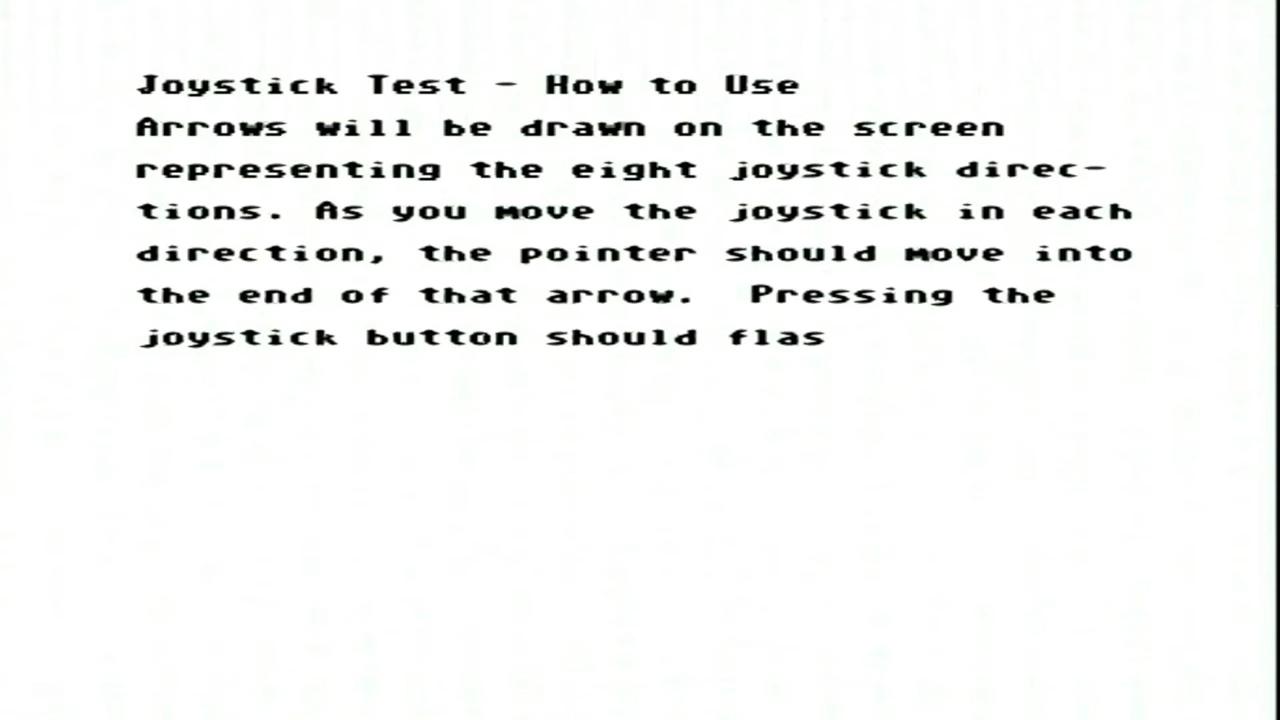 Joystick Test - How to Use
Arrows will be drawn on the screen
representing the eight joystick direc-
tions. As you move the joystick in each
direction, the pointer should move into
the end of that arrow.  Pressing the
joystick button should flas